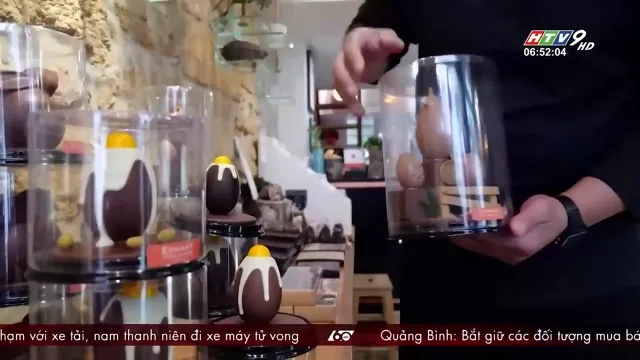 HTV9 HD
06:52:04
hạm với xe tải, nam thanh niên đi xe máy tử vong 60 Quảng Bình: Bắt giữ các đối tượng mua bá